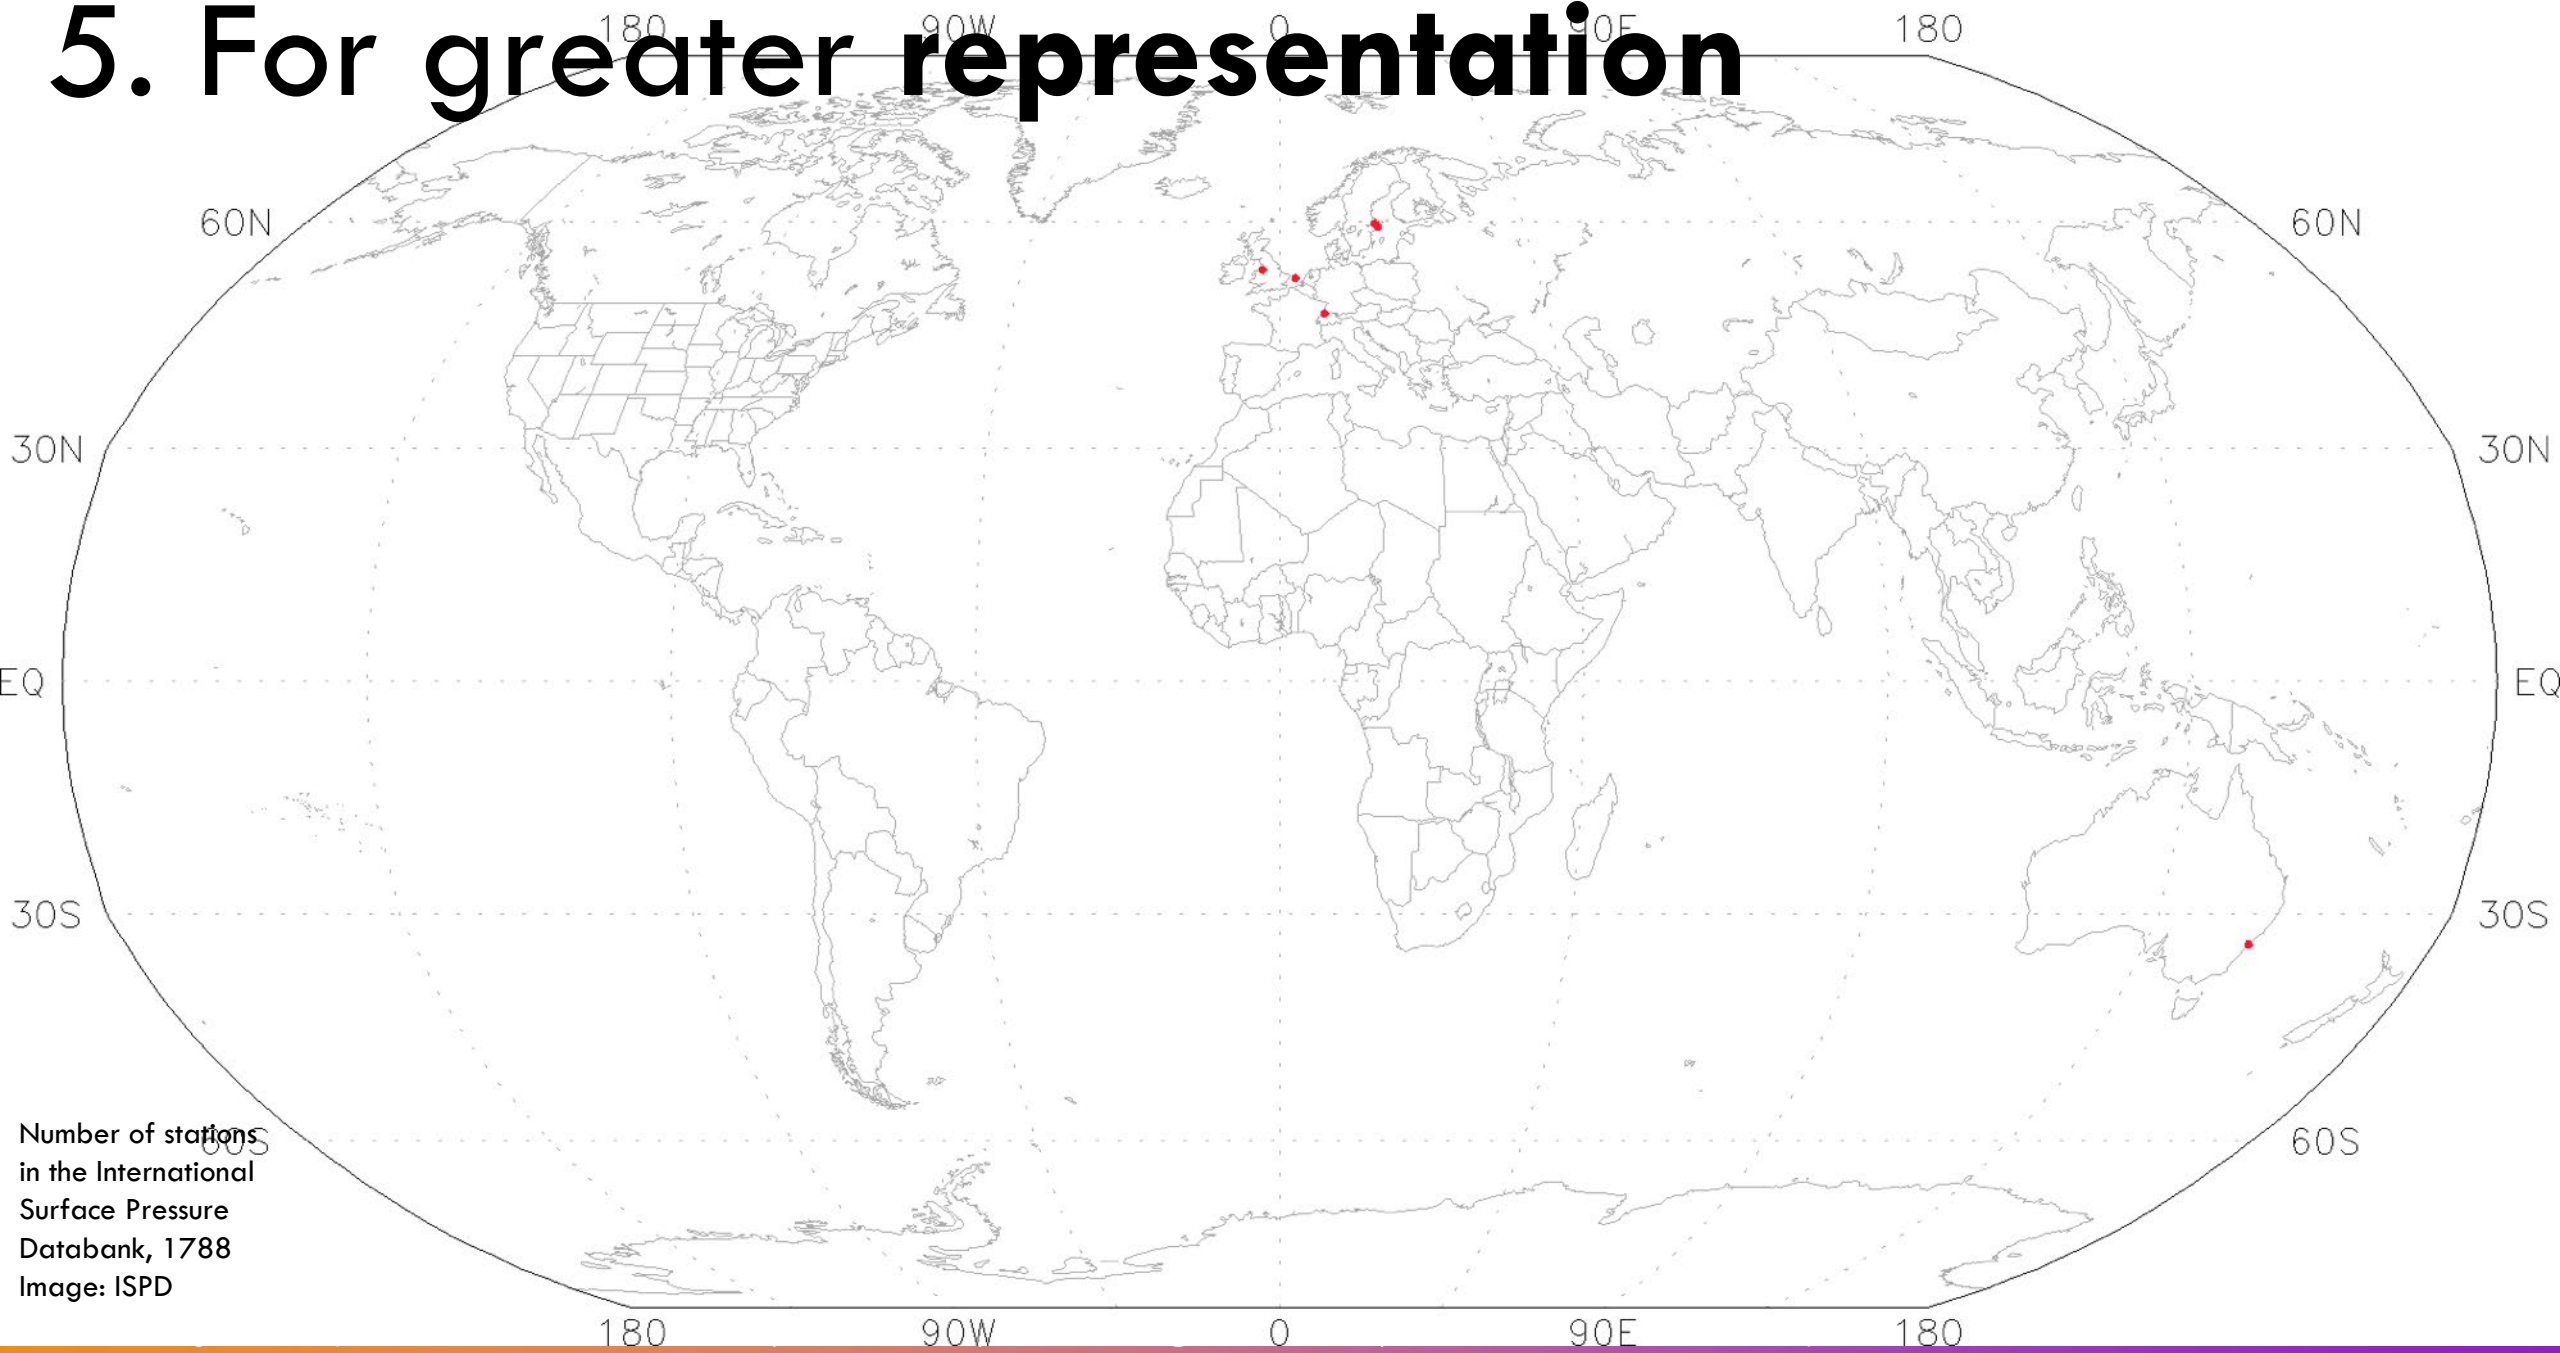 5. For greater representation
180 90W 0 90E 180
60N 60N
30N 30N
EQ EQ
30S 30S
60S 60S
Number of stations
in the International
Surface Pressure
Databank, 1788
Image: ISPD
180 90W 0 90E 180